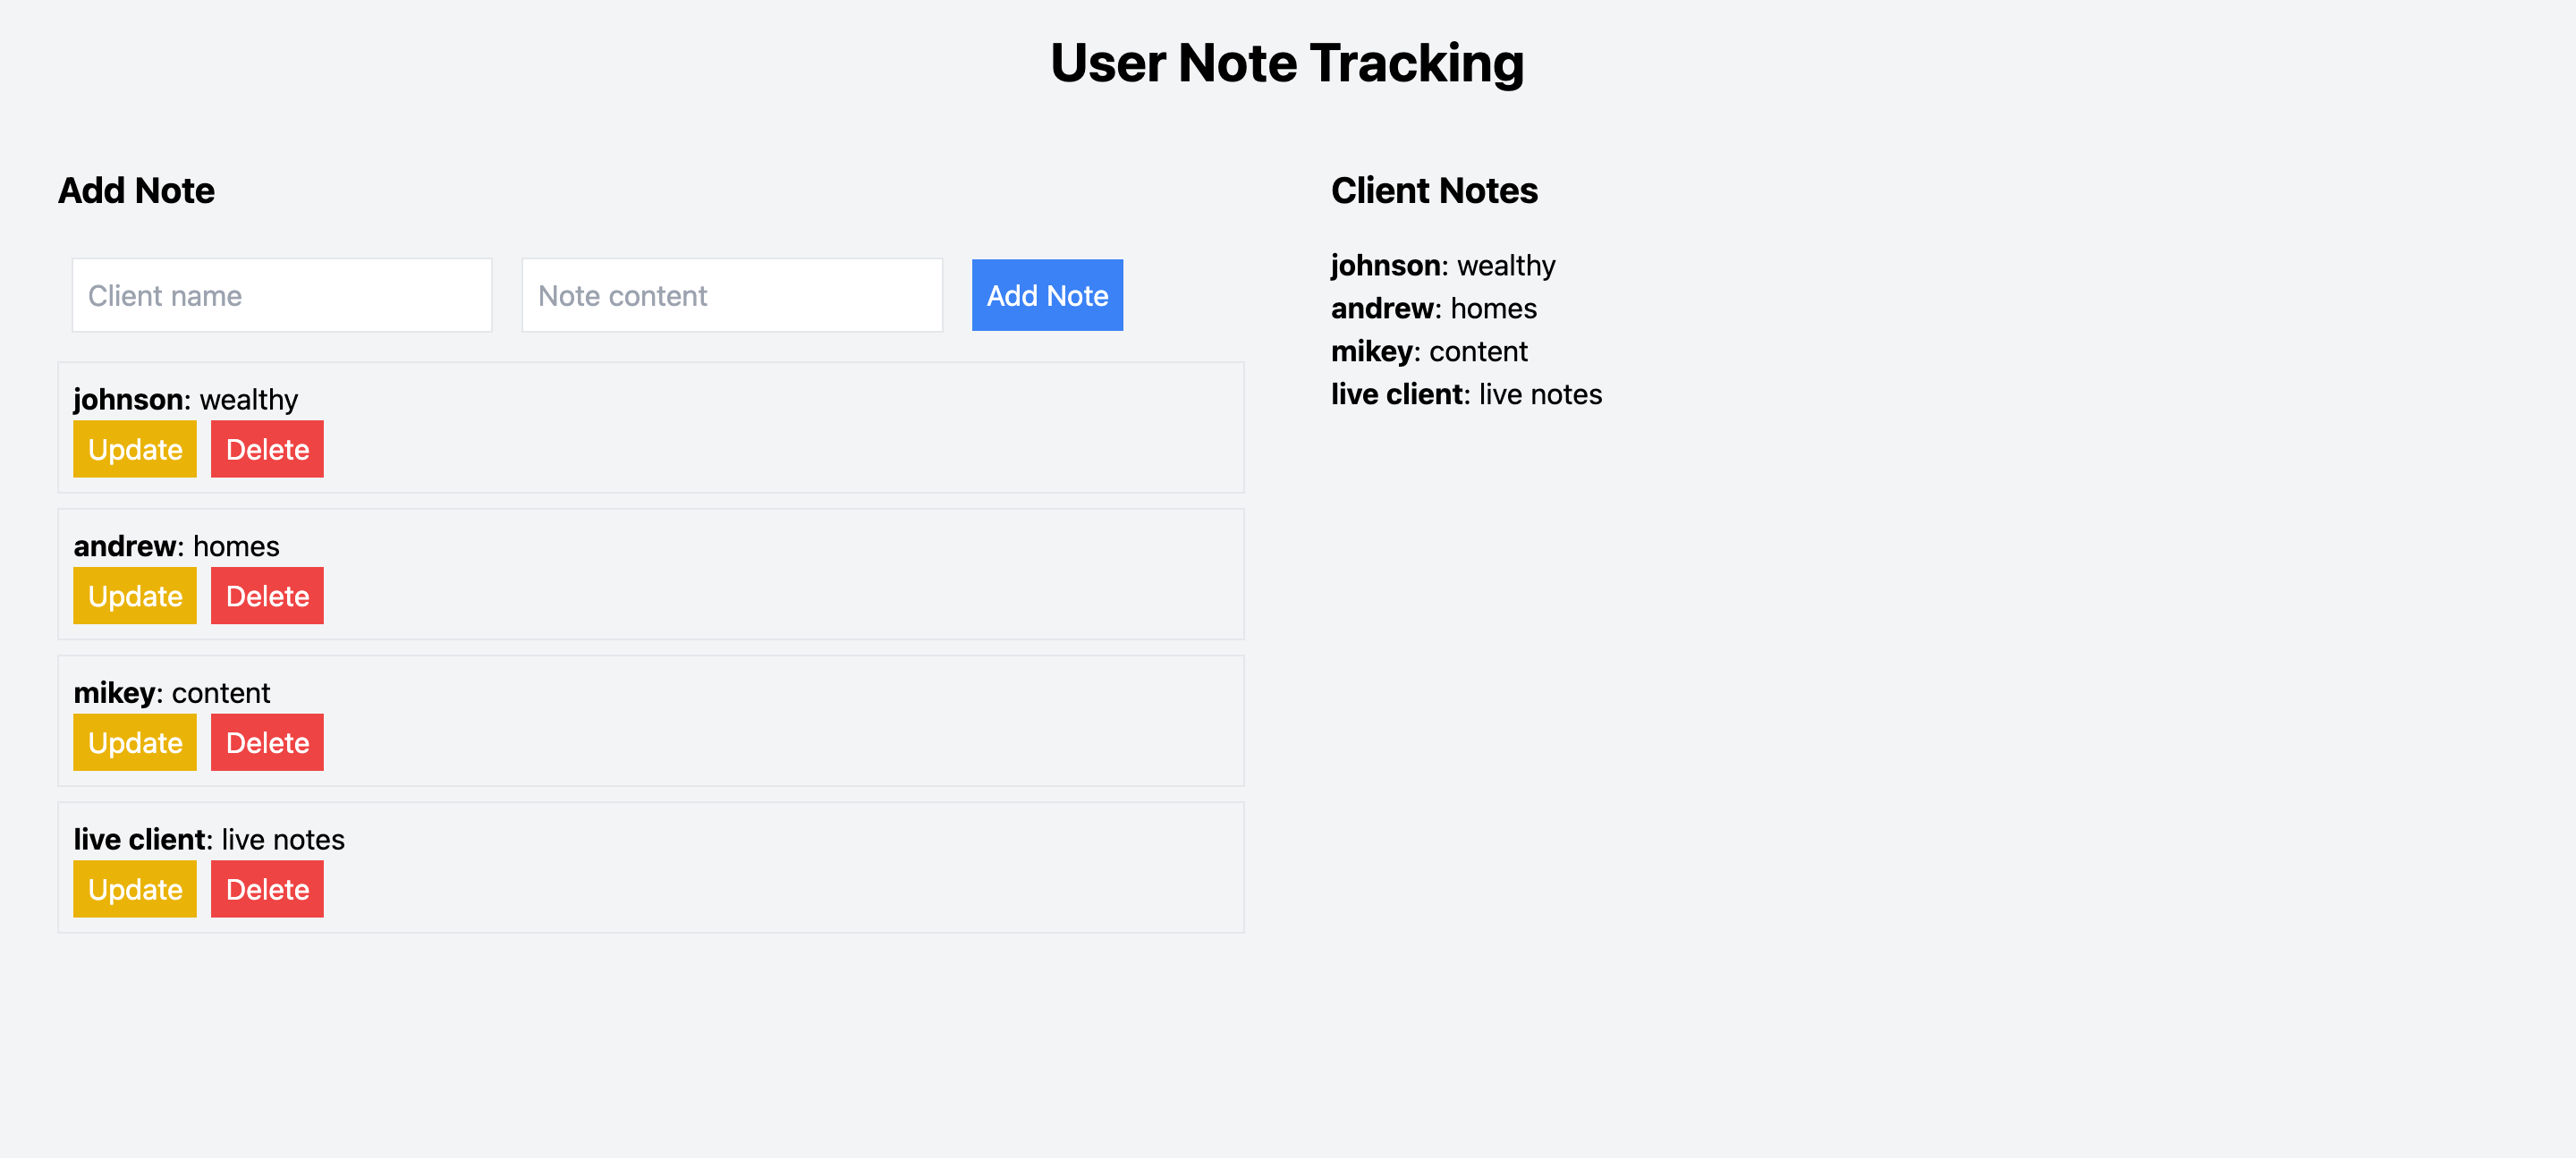 User Note Tracking
Add Note
Client name
Note content
Add Note
johnson: wealthy
Update Delete
andrew: homes
Update Delete
mikey: content
Update Delete
live client: live notes
Update Delete
Client Notes
johnson: wealthy
andrew: homes
mikey: content
live client: live notes